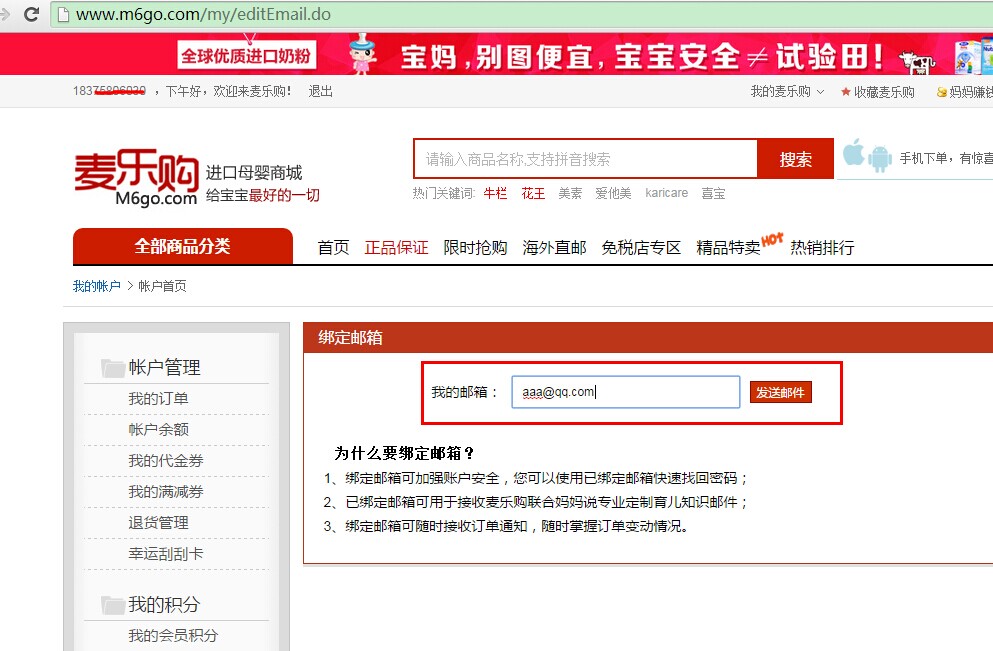 www.m6go.com/my/editEmail.do
全球优质进口奶粉 宝妈,别图便宜,宝宝安全≠试验田!
,下午好,欢迎来麦乐购! 退出 我的麦乐购 收藏麦乐购 妈妈赚钱
麦乐购 M6go.com
进口母婴商城
给宝宝最好的一切
请输入商品名称,支持拼音搜索 搜索 手机下单,有惊喜
热门关键词: 牛栏 花王 美素 爱他美 karicare 喜宝
全部商品分类 首页 正品保证 限时抢购 海外直邮 免税店专区 精品特卖 HOT 热销排行
我的帐户 > 帐户首页
帐户管理
我的订单
帐户余额
我的代金券
我的满减券
退货管理
幸运刮刮卡
我的积分
我的会员积分
绑定邮箱
我的邮箱: aaa@qq.com 发送邮件
为什么要绑定邮箱?
1、绑定邮箱可加强账户安全,您可以使用已绑定邮箱快速找回密码;
2、已绑定邮箱可用于接收麦乐购联合妈妈说专业定制育儿知识邮件;
3、绑定邮箱可随时接收订单通知,随时掌握订单变动情况。